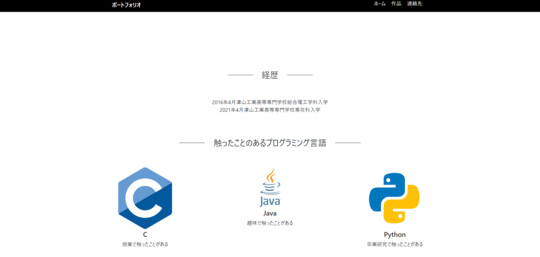 ポートフォリオ
ホーム 作品 連絡先
経歴
2016年4月津山工業高等専門学校総合理工学科入学
2021年4月津山工業高等専門学校専攻科入学
触ったことのあるプログラミング言語
C
Java
C
Java
Python
授業で触ったことがある
趣味で触ったことがある
卒業研究で触ったことがある